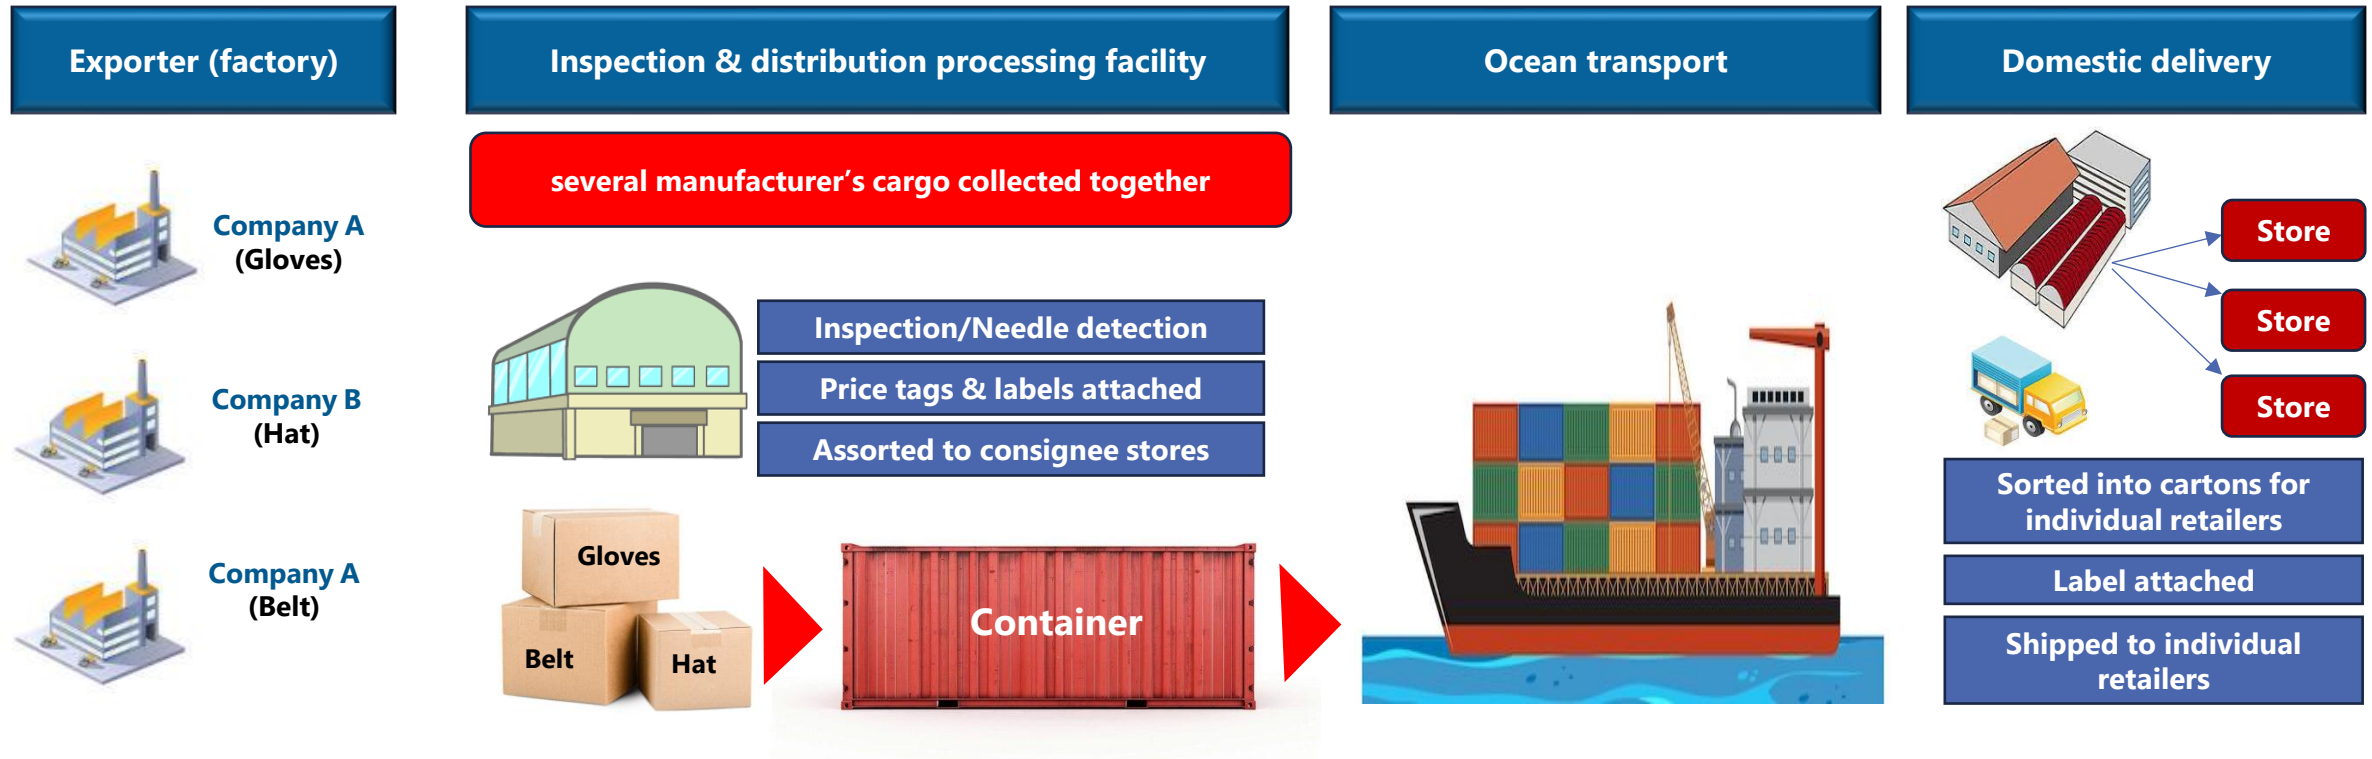 Exporter (factory)
Inspection & distribution processing facility
Ocean transport
Domestic delivery
several manufacturer’s cargo collected together
Company A
(Gloves)
Company B
(Hat)
Company A
(Belt)
Inspection/Needle detection
Price tags & labels attached
Assorted to consignee stores
Gloves
Belt
Hat
Container
Store
Store
Store
Sorted into cartons for
individual retailers
Label attached
Shipped to individual
retailers